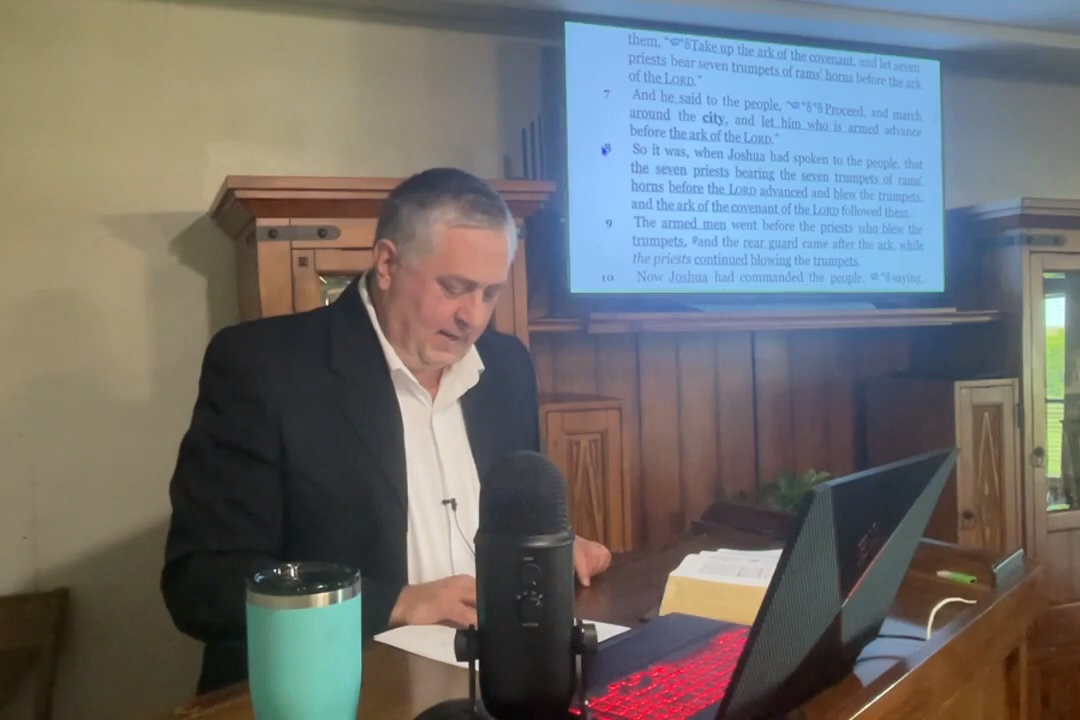 them, Take up the ark of the covenant, and let seven
priests bear seven trumpets of rams' horns before the ark
of the LORD."
7 And he said to the people, Proceed, and march
around the city, and let him who is armed advance
before the ark of the LORD."
8 So it was, when Joshua had spoken to the people, that
the seven priests bearing the seven trumpets of rams'
horns before the LORD advanced and blew the trumpets,
and the ark of the covenant of the LORD followed them.
9 The armed men went before the priests who blew the
trumpets, and the rear guard came after the ark, while
the priests continued blowing the trumpets.
10 Now Joshua had commanded the people, saying,